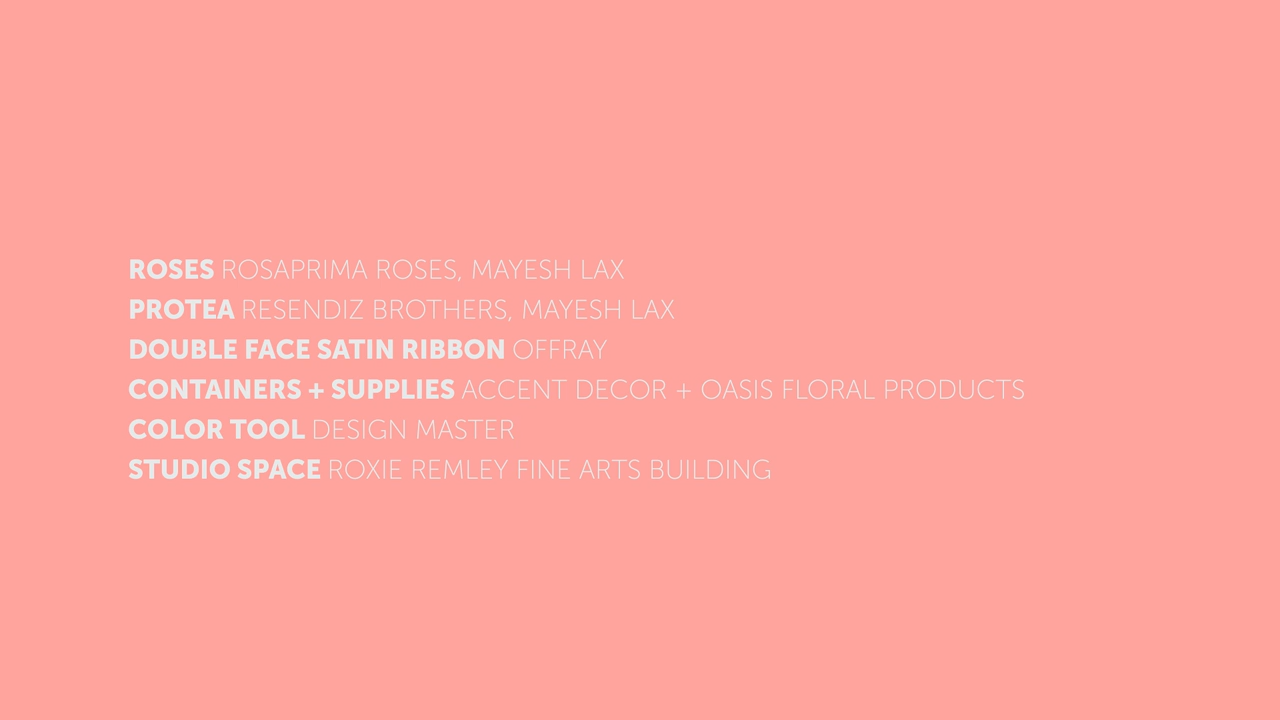 ROSES ROSAPRIMA ROSES, MAYESH LAX
PROTEA RESENDIZ BROTHERS, MAYESH LAX
DOUBLE FACE SATIN RIBBON OFFRAY
CONTAINERS + SUPPLIES ACCENT DECOR + OASIS FLORAL PRODUCTS
COLOR TOOL DESIGN MASTER
STUDIO SPACE ROXIE REMLEY FINE ARTS BUILDING